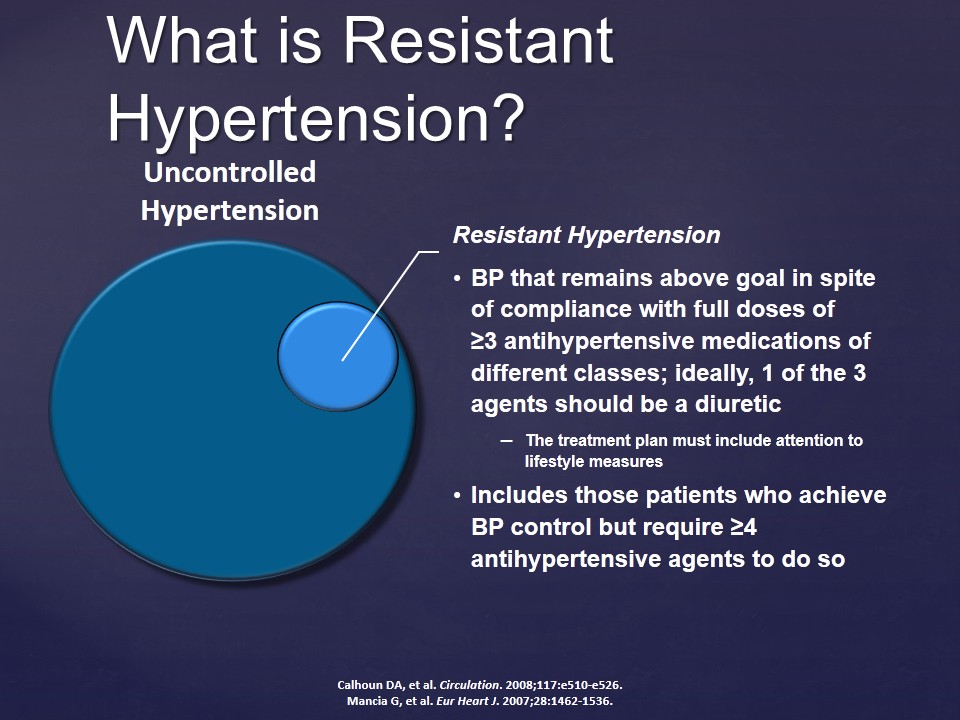 What is Resistant
Hypertension?
Uncontrolled
Hypertension
Resistant Hypertension
• BP that remains above goal in spite
of compliance with full doses of
≥3 antihypertensive medications of
different classes; ideally, 1 of the 3
agents should be a diuretic
– The treatment plan must include attention to
lifestyle measures
• Includes those patients who achieve
BP control but require ≥4
antihypertensive agents to do so
Calhoun DA, et al. Circulation. 2008;117:e510-e526.
Mancia G, et al. Eur Heart J. 2007;28:1462-1536.